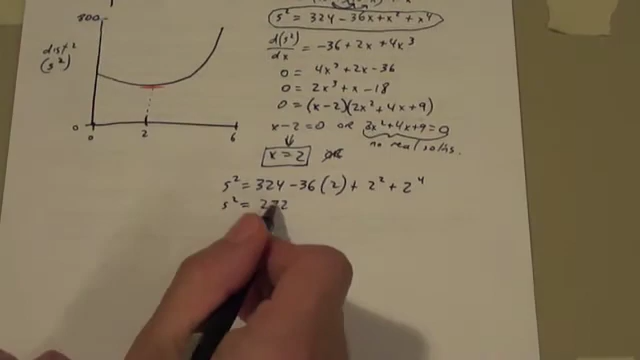 s² = 324 - 36x + x² + x⁴
800
dist²
(s²)
d(s²)/dx = -36 + 2x + 4x³
0 = 4x³ + 2x - 36
0 = 2x³ + x - 18
0 = (x-2)(2x² + 4x + 9)
x - 2 = 0 or 2x² + 4x + 9 = 0
no real solns.
x = 2
0
0
2
6
s² = 324 - 36(2) + 2² + 2⁴
s² = 272